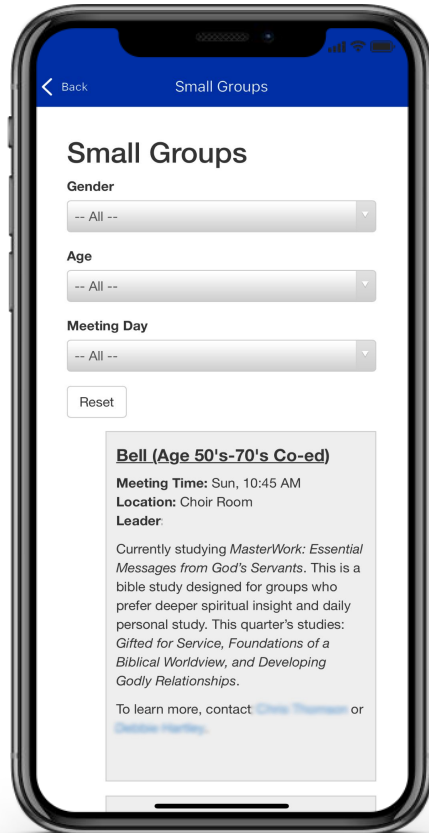 Back
Small Groups
Small Groups
Gender
-- All --
Age
-- All --
Meeting Day
-- All --
Reset
Bell (Age 50's-70's Co-ed)
Meeting Time: Sun, 10:45 AM
Location: Choir Room
Leader:
Currently studying MasterWork: Essential
Messages from God's Servants. This is a
bible study designed for groups who
prefer deeper spiritual insight and daily
personal study. This quarter's studies:
Gifted for Service, Foundations of a
Biblical Worldview, and Developing
Godly Relationships.
To learn more, contact or